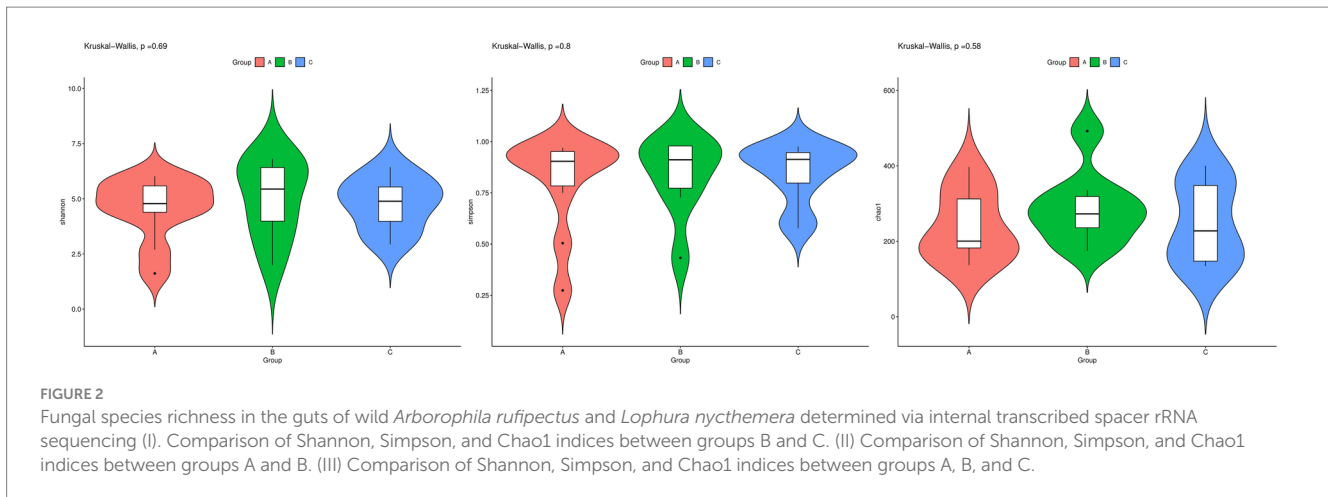 Kruskal-Wallis, p =0.69
Group A B C
shannon
10.0
7.5
5.0
2.5
0.0
A B C
Group
Kruskal-Wallis, p =0.8
Group A B C
simpson
1.25
1.00
0.75
0.50
0.25
A B C
Group
Kruskal-Wallis, p =0.58
Group A B C
chao1
600
400
200
0
A B C
Group
FIGURE 2
Fungal species richness in the guts of wild Arborophila rufipectus and Lophura nycthemera determined via internal transcribed spacer rRNA
sequencing (I). Comparison of Shannon, Simpson, and Chao1 indices between groups B and C. (II) Comparison of Shannon, Simpson, and Chao1
indices between groups A and B. (III) Comparison of Shannon, Simpson, and Chao1 indices between groups A, B, and C.